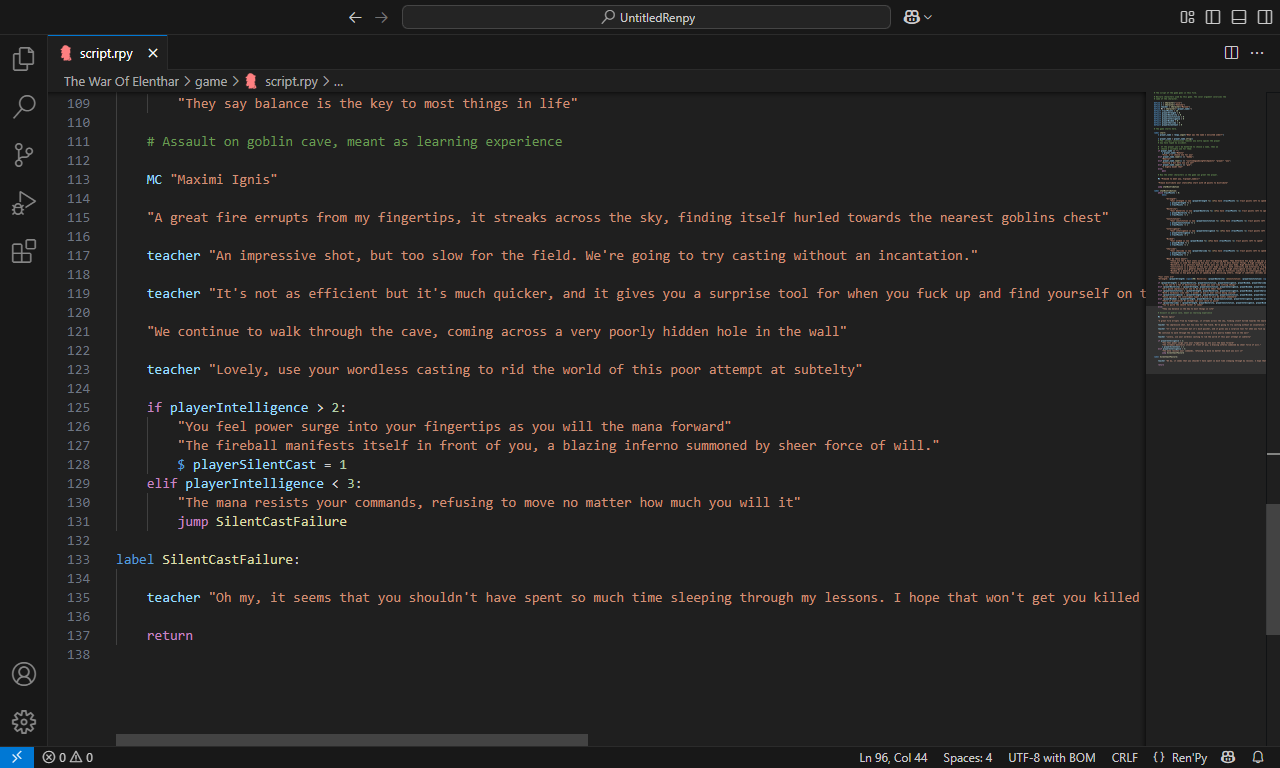 UntitledRenpy
script.rpy
The War Of Elenthar > game > script.rpy > ...
109 "They say balance is the key to most things in life"
110
111 # Assault on goblin cave, meant as learning experience
112
113 MC "Maximi Ignis"
114
115 "A great fire errupts from my fingertips, it streaks across the sky, finding itself hurled towards the nearest goblins chest"
116
117 teacher "An impressive shot, but too slow for the field. We're going to try casting without an incantation."
118
119 teacher "It's not as efficient but it's much quicker, and it gives you a surprise tool for when you fuck up and find yourself on t
120
121 "We continue to walk through the cave, coming across a very poorly hidden hole in the wall"
122
123 teacher "Lovely, use your wordless casting to rid the world of this poor attempt at subtelty"
124
125 if playerIntelligence > 2:
126 "You feel power surge into your fingertips as you will the mana forward"
127 "The fireball manifests itself in front of you, a blazing inferno summoned by sheer force of will."
128 $ playerSilentCast = 1
129 elif playerIntelligence < 3:
130 "The mana resists your commands, refusing to move no matter how much you will it"
131 jump SilentCastFailure
132
133 label SilentCastFailure:
134
135 teacher "Oh my, it seems that you shouldn't have spent so much time sleeping through my lessons. I hope that won't get you killed
136
137 return
138
0 0 Ln 96, Col 44 Spaces: 4 UTF-8 with BOM CRLF {} Ren'Py